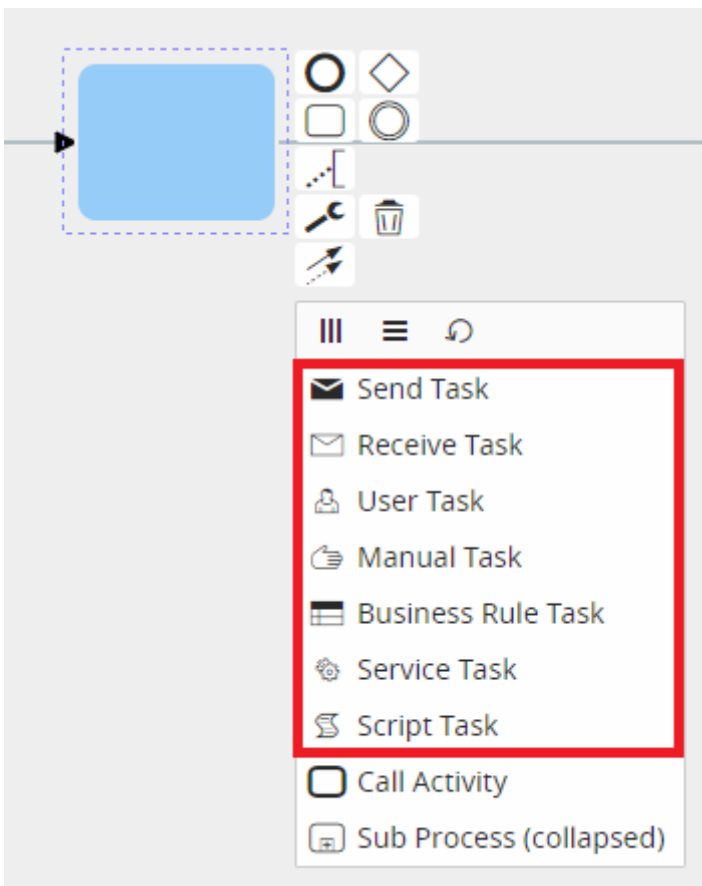 Send Task
Receive Task
User Task
Manual Task
Business Rule Task
Service Task
Script Task
Call Activity
Sub Process (collapsed)